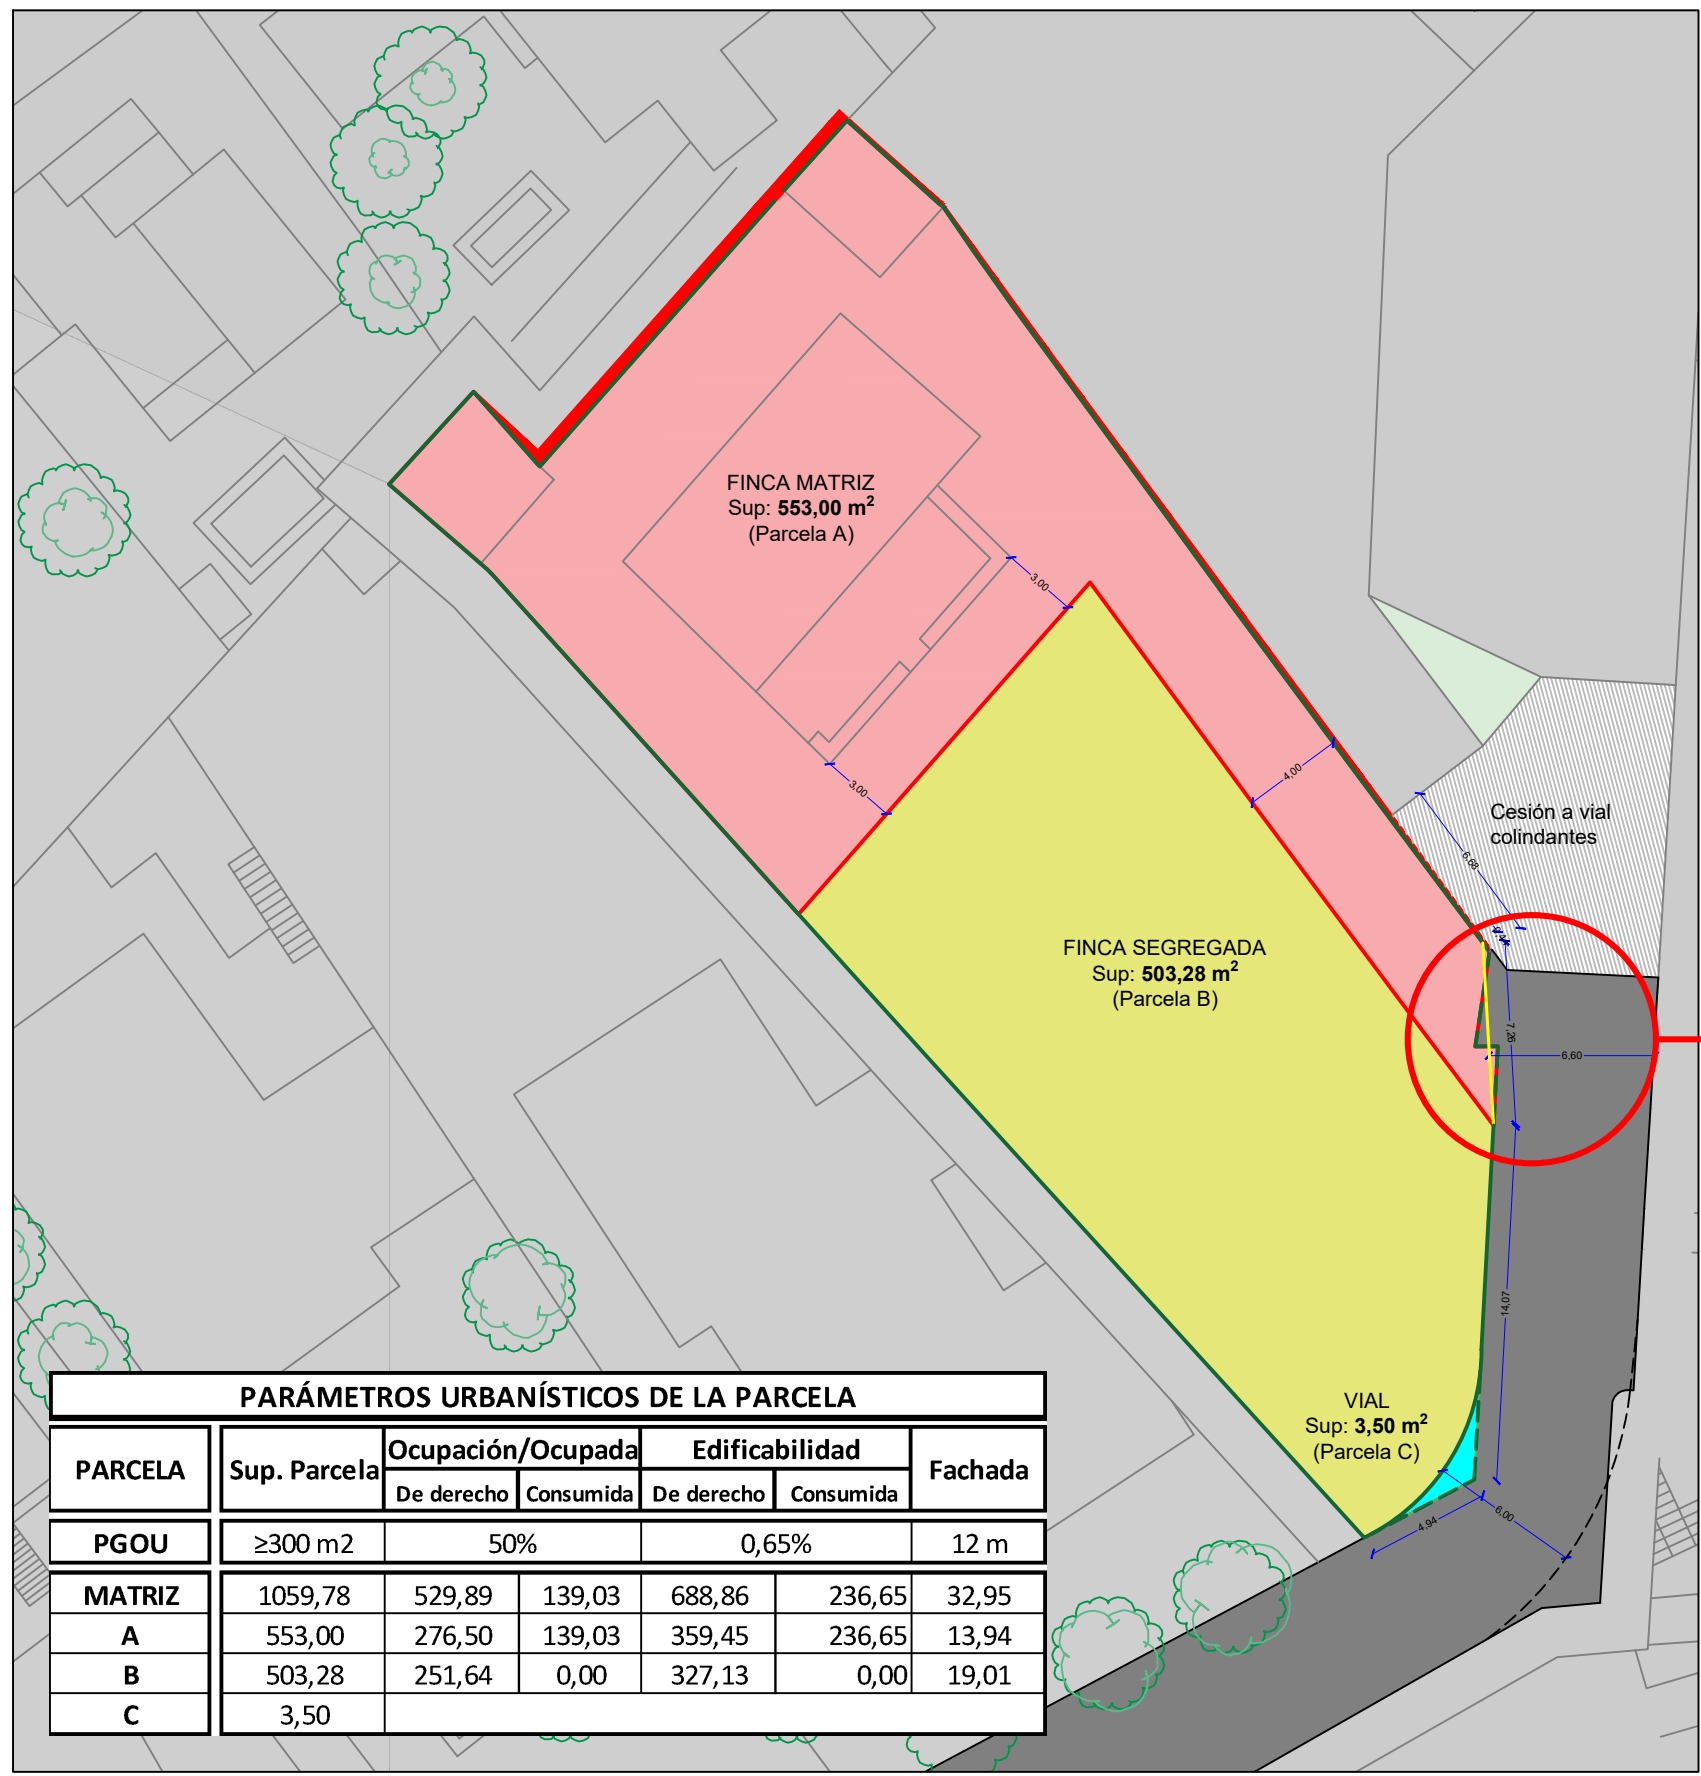 FINCA MATRIZ
Sup: 553,00 m²
(Parcela A)
3,00
3,00
4,00
Cesión a vial
colindantes
6,68
FINCA SEGREGADA
Sup: 503,28 m²
(Parcela B)
7,26
6,60
14,07
VIAL
Sup: 3,50 m²
(Parcela C)
4,94
6,00
PARÁMETROS URBANÍSTICOS DE LA PARCELA
PARCELA Sup. Parcela Ocupación/Ocupada Edificabilidad Fachada
De derecho Consumida De derecho Consumida
PGOU ≥300 m2 50% 0,65% 12 m
MATRIZ 1059,78 529,89 139,03 688,86 236,65 32,95
A 553,00 276,50 139,03 359,45 236,65 13,94
B 503,28 251,64 0,00 327,13 0,00 19,01
C 3,50